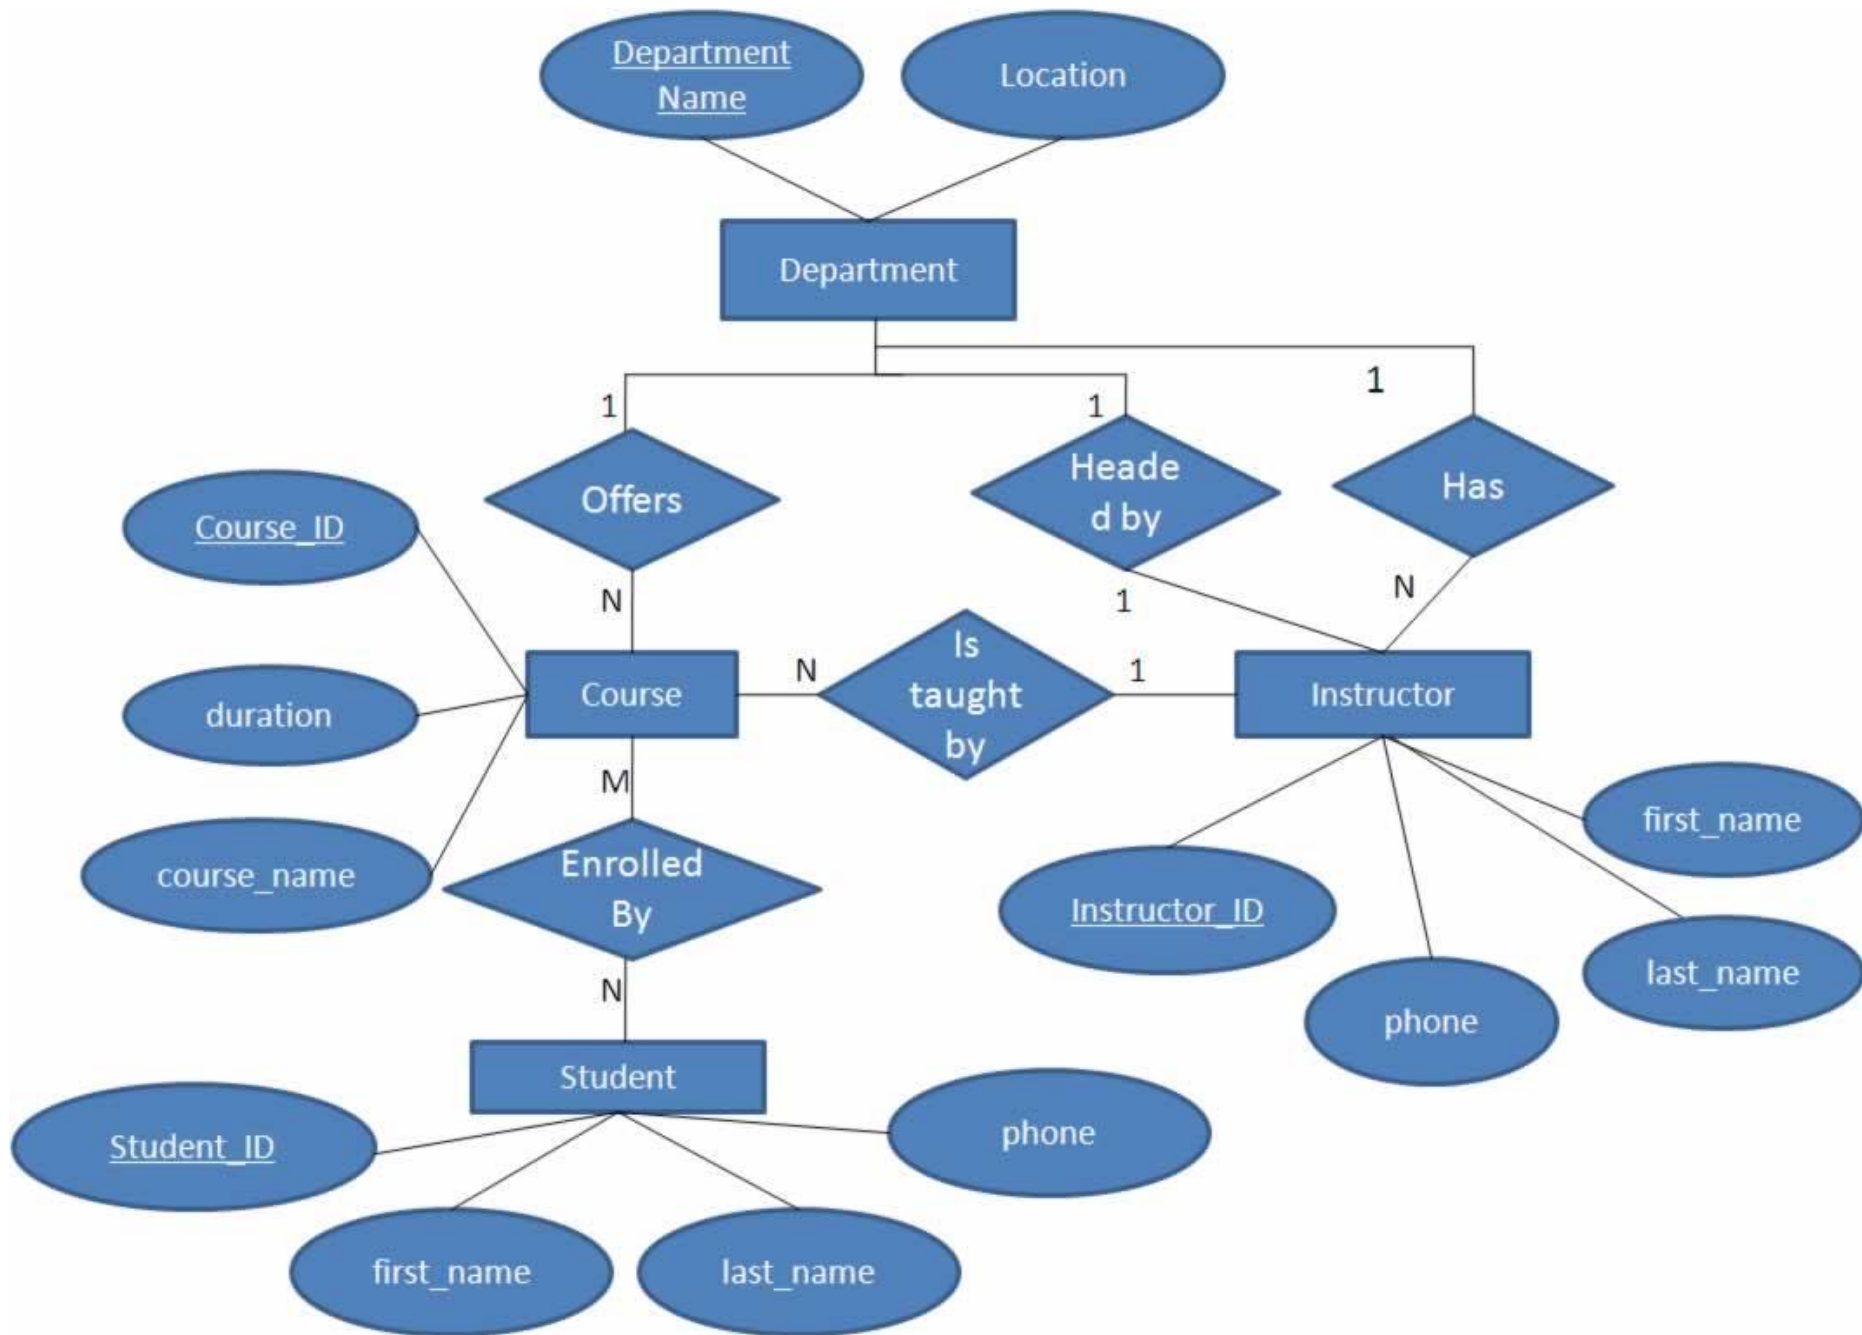 Department
Name
Location
Department
1
1
1
Offers
Heade
d by
Has
Course_ID
N
1
N
duration
Course
N
Is
taught
by
1
Instructor
M
course_name
Enrolled
By
first_name
Instructor_ID
last_name
phone
N
Student
Student_ID
phone
first_name
last_name